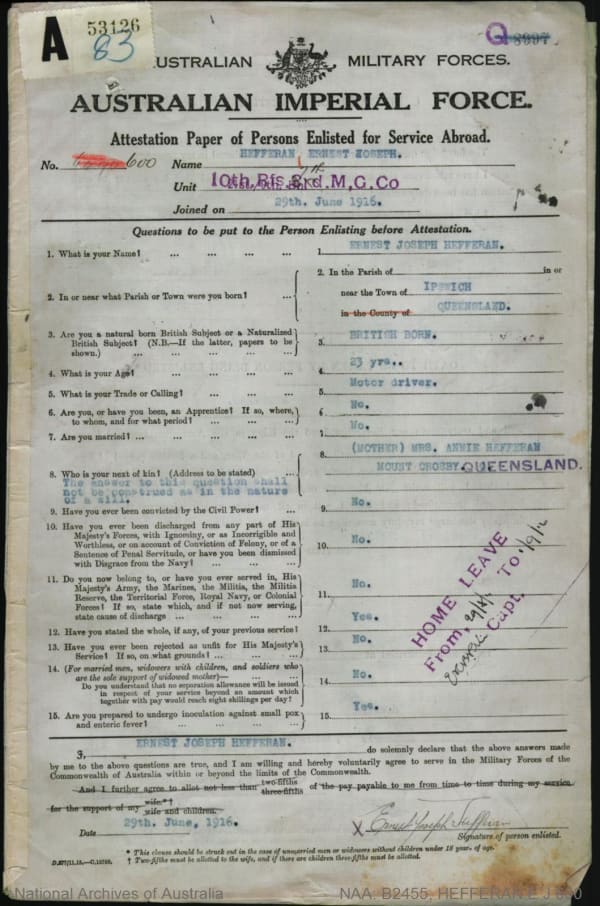 A 53126
83
Q 8997
AUSTRALIAN MILITARY FORCES.
AUSTRALIAN IMPERIAL FORCE.
Attestation Paper of Persons Enlisted for Service Abroad.
No. 600 Name HEFFERAN, ERNEST JOSEPH.
Unit 10th Rfs 3rd. M.G. Co
Joined on 29th. June 1916.
Questions to be put to the Person Enlisting before Attestation.
1. What is your Name? ... ... ... ... 1. ERNEST JOSEPH HEFFERAN.
2. In or near what Parish or Town were you born? ...
2. In the Parish of in or
near the Town of IPSWICH
in the County of QUEENSLAND.
3. Are you a natural born British Subject or a Naturalized
British Subject? (N.B.—If the latter, papers to be
shown.) ... ... ... ...
3. BRITISH BORN.
4. What is your Age? ... ... ... ... 4. 23 yrs..
5. What is your Trade or Calling? ... ... ... 5. Motor driver.
6. Are you, or have you been, an Apprentice? If so, where,
to whom, and for what period? ... ... ...
6. No.
7. Are you married? ... ... ... ... 7. No.
8. Who is your next of kin? (Address to be stated) ...
The answer to this question shall
not be construed as in the nature
of a will.
8. (MOTHER) MRS. ANNIE HEFFERAN
MOUNT CROSBY. QUEENSLAND.
9. Have you ever been convicted by the Civil Power? ... 9. No.
10. Have you ever been discharged from any part of His
Majesty's Forces, with Ignominy, or as Incorrigible and
Worthless, or on account of Conviction of Felony, or of a
Sentence of Penal Servitude, or have you been dismissed
with Disgrace from the Navy? ... ... ...
10. No.
11. Do you now belong to, or have you ever served in, His
Majesty's Army, the Marines, the Militia, the Militia
Reserve, the Territorial Force, Royal Navy, or Colonial
Forces? If so, state which, and if not now serving,
state cause of discharge ... ... ... ...
11. No.
12. Have you stated the whole, if any, of your previous service? 12. Yes.
13. Have you ever been rejected as unfit for His Majesty's
Service? If so, on what grounds? ... ... ...
13. No.
14. (For married men, widowers with children, and soldiers who
are the sole support of widowed mother)—
Do you understand that no separation allowance will be issued
in respect of your service beyond an amount which
together with pay would reach eight shillings per day?
14. No.
15. Are you prepared to undergo inoculation against small pox
and enteric fever? ... ... ... ...
15. Yes.
HOME LEAVE
From To
Capt.
I, ERNEST JOSEPH HEFFERAN. do solemnly declare that the above answers made
by me to the above questions are true, and I am willing and hereby voluntarily agree to serve in the Military Forces of the
Commonwealth of Australia within or beyond the limits of the Commonwealth.
And I further agree to allot not less than two-fifths three-fifths of the pay payable to me from time to time during my service
for the support of my wife.*† wife and children.
Date 29th. June, 1916. X Ernest Joseph Hefferan
Signature of person enlisted.
* This clause should be struck out in the case of unmarried men or widowers without children under 18 years of age.
† Two-fifths must be allotted to the wife, and if there are children three-fifths must be allotted.
National Archives of Australia NAA: B2455, HEFFERAN E J 600